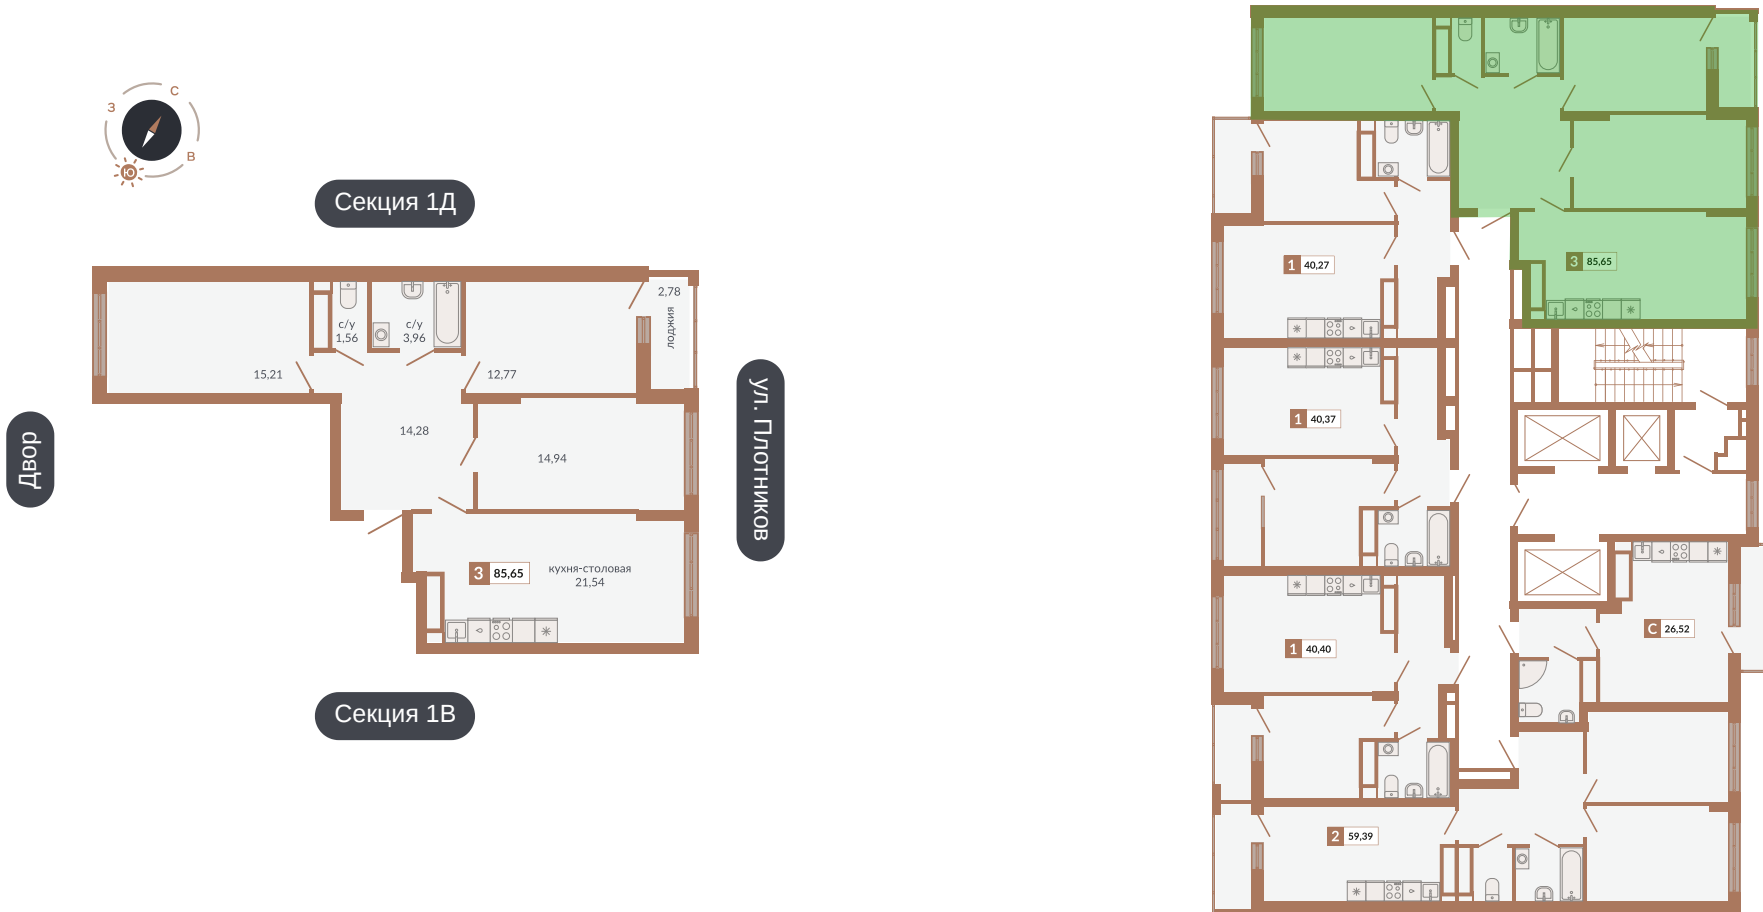 С
З
В
Ю
Секция 1Д
2,78
лоджия
с/у
1,56
с/у
3,96
15,21
12,77
14,28
14,94
Двор
ул. Плотников
3 85,65
кухня-столовая
21,54
Секция 1В
3 85,65
1 40,27
1 40,37
1 40,40
С 26,52
2 59,39